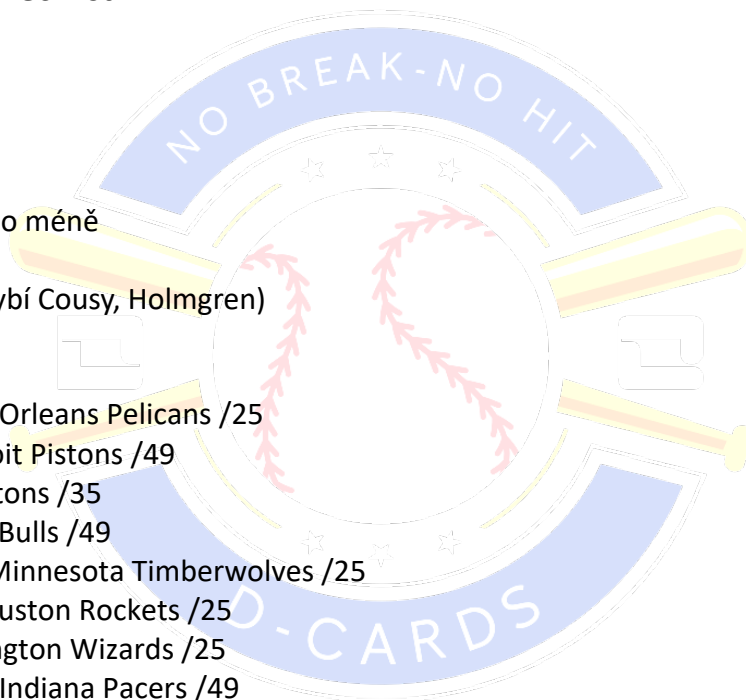 NO BREAK-NO HIT
o méně
ybí Cousy, Holmgren)
Orleans Pelicans /25
oit Pistons /49
tons /35
Bulls /49
Minnesota Timberwolves /25
uston Rockets /25
ngton Wizards /25
Indiana Pacers /49
D-CARDS